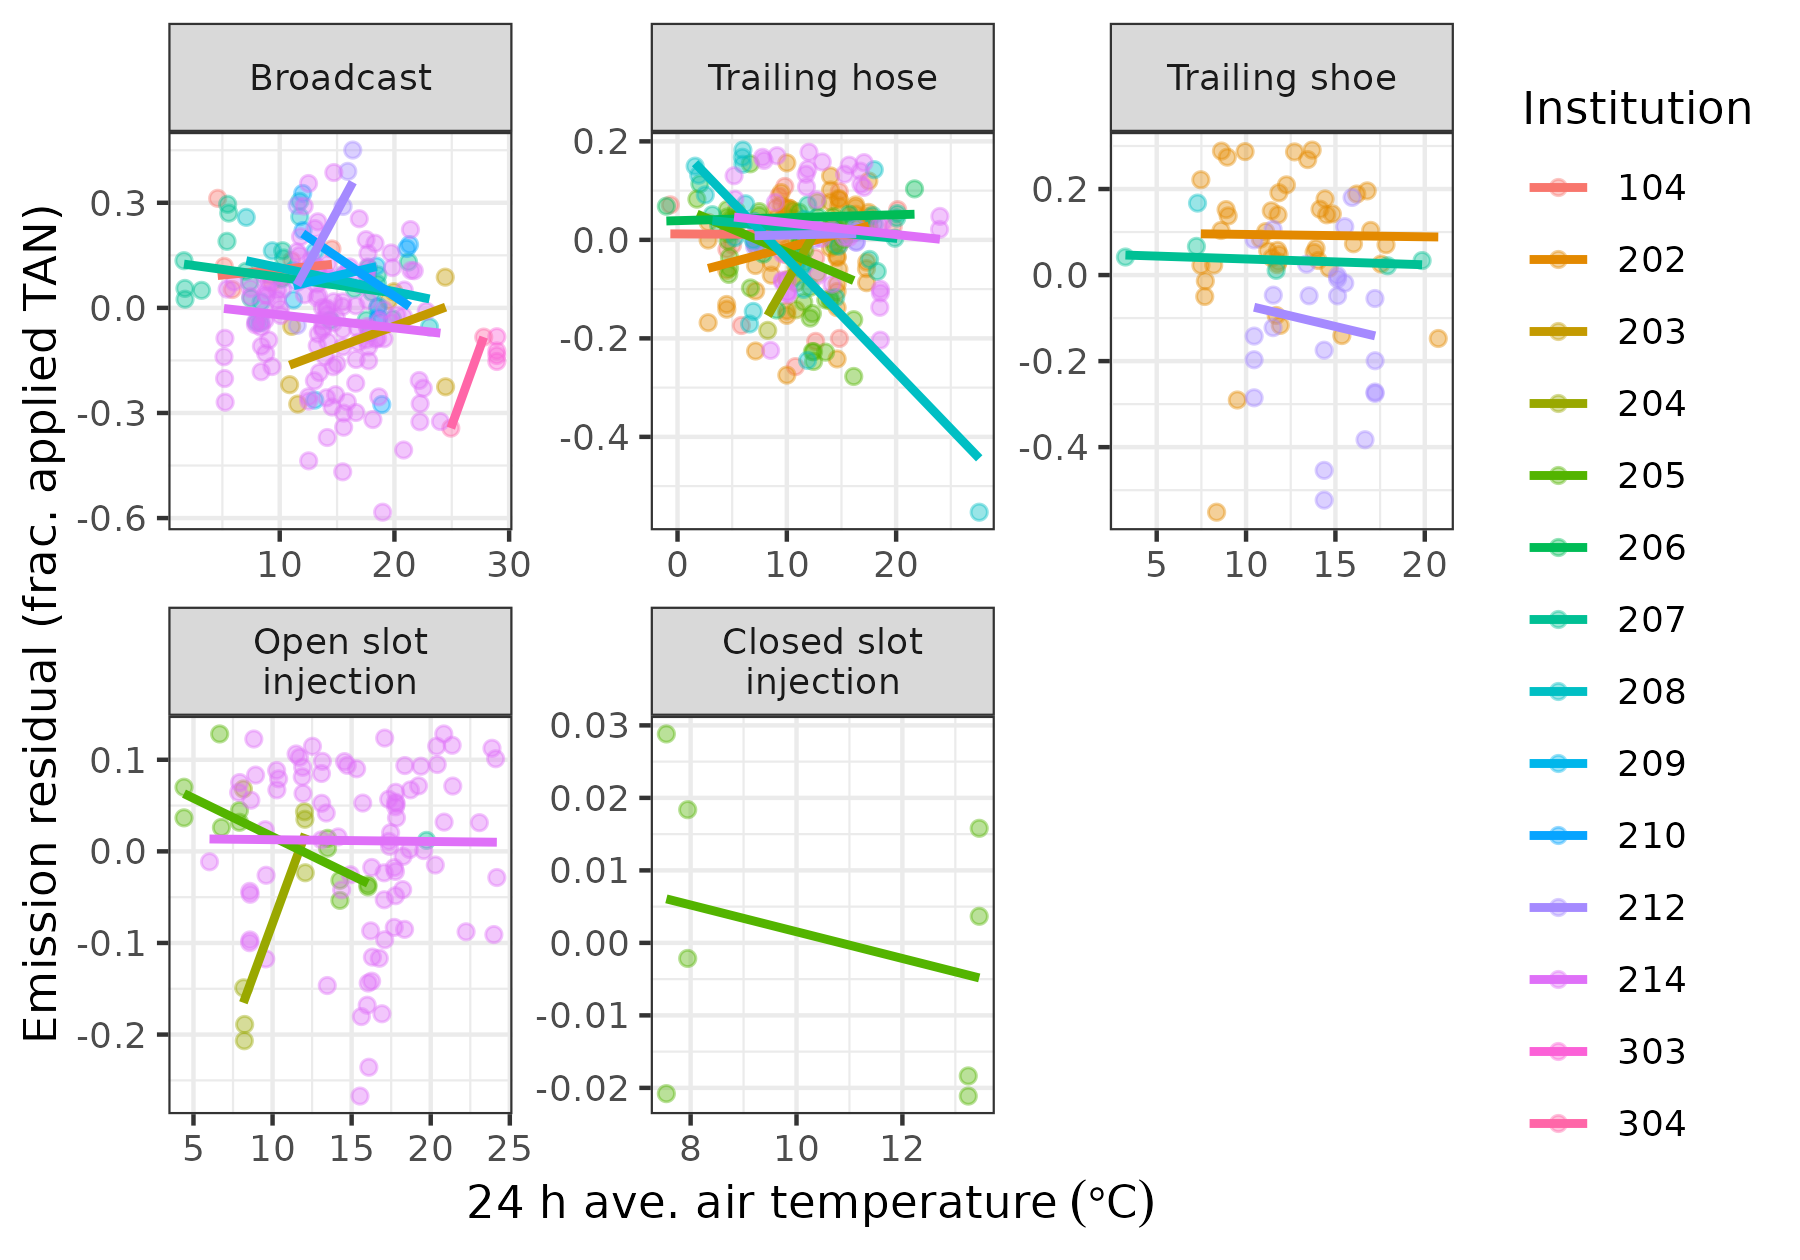 Broadcast
Trailing hose
Trailing shoe
Institution
104
202
203
204
205
206
207
208
209
210
212
214
303
304
Emission residual (frac. applied TAN)
0.3
0.0
-0.3
-0.6
10 20 30
0.2
0.0
-0.2
-0.4
0 10 20
0.2
0.0
-0.2
-0.4
5 10 15 20
Open slot
injection
Closed slot
injection
0.1
0.0
-0.1
-0.2
5 10 15 20 25
0.03
0.02
0.01
0.00
-0.01
-0.02
8 10 12
24 h ave. air temperature (°C)